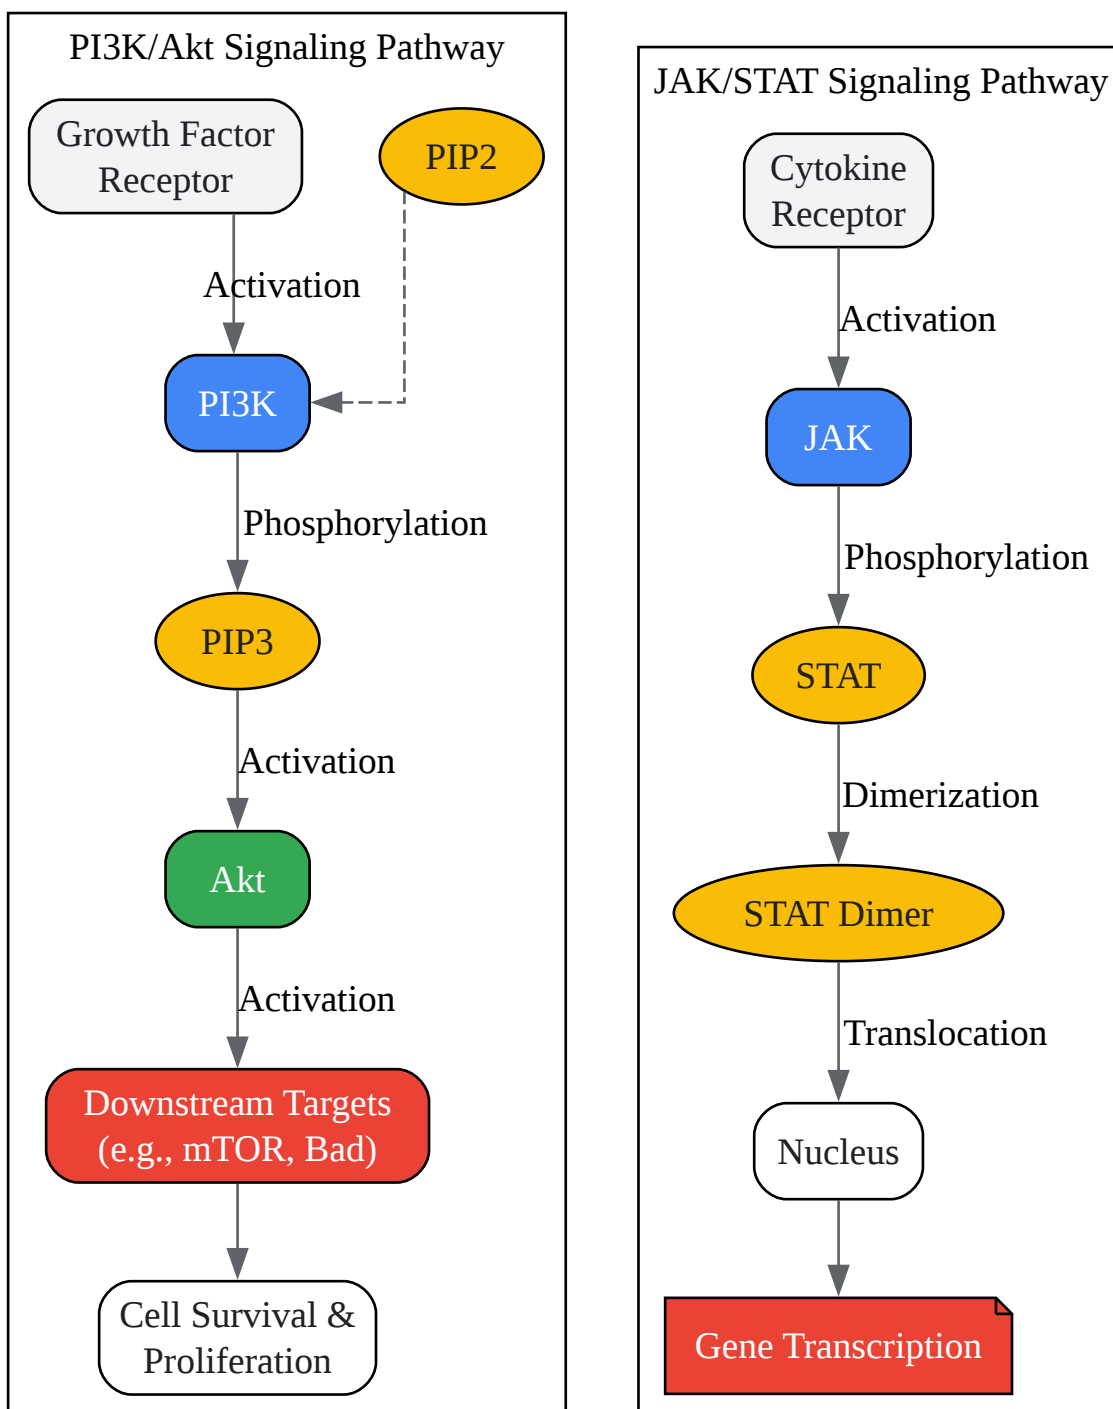 PI3K/Akt Signaling Pathway
Growth Factor
Receptor
PIP2
Activation
PI3K
Phosphorylation
PIP3
Activation
Akt
Activation
Downstream Targets
(e.g., mTOR, Bad)
Cell Survival &
Proliferation
JAK/STAT Signaling Pathway
Cytokine
Receptor
Activation
JAK
Phosphorylation
STAT
Dimerization
STAT Dimer
Translocation
Nucleus
Gene Transcription